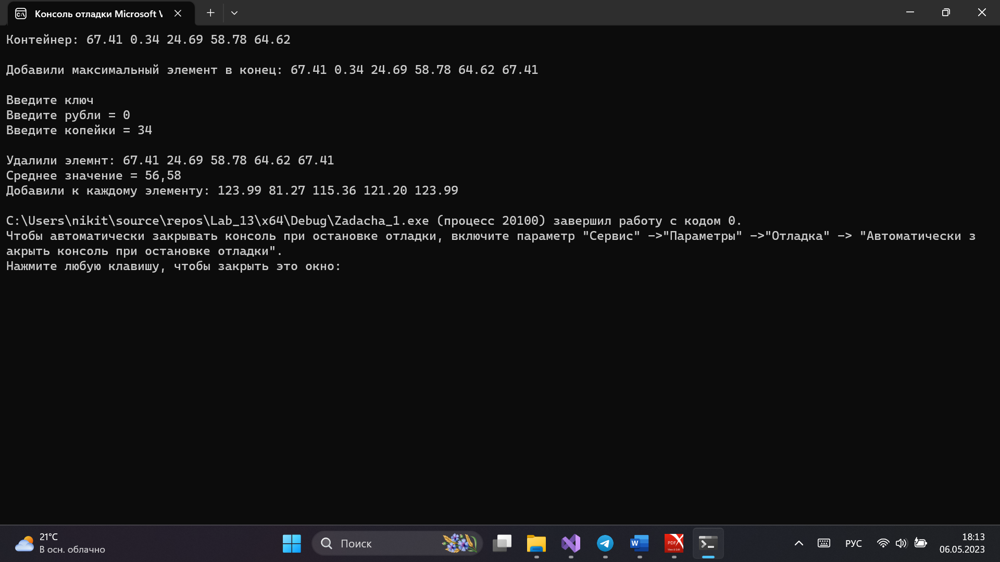 Консоль отладки Microsoft V
Контейнер: 67.41 0.34 24.69 58.78 64.62
Добавили максимальный элемент в конец: 67.41 0.34 24.69 58.78 64.62 67.41
Введите ключ
Введите рубли = 0
Введите копейки = 34
Удалили элемнт: 67.41 24.69 58.78 64.62 67.41
Среднее значение = 56,58
Добавили к каждому элементу: 123.99 81.27 115.36 121.20 123.99
C:\Users\nikit\source\repos\Lab_13\x64\Debug\Zadacha_1.exe (процесс 20100) завершил работу с кодом 0.
Чтобы автоматически закрывать консоль при остановке отладки, включите параметр "Сервис" ->"Параметры" ->"Отладка" -> "Автоматически з
акрыть консоль при остановке отладки".
Нажмите любую клавишу, чтобы закрыть это окно:
21°C
В осн. облачно
Поиск
РУС
18:13
06.05.2023